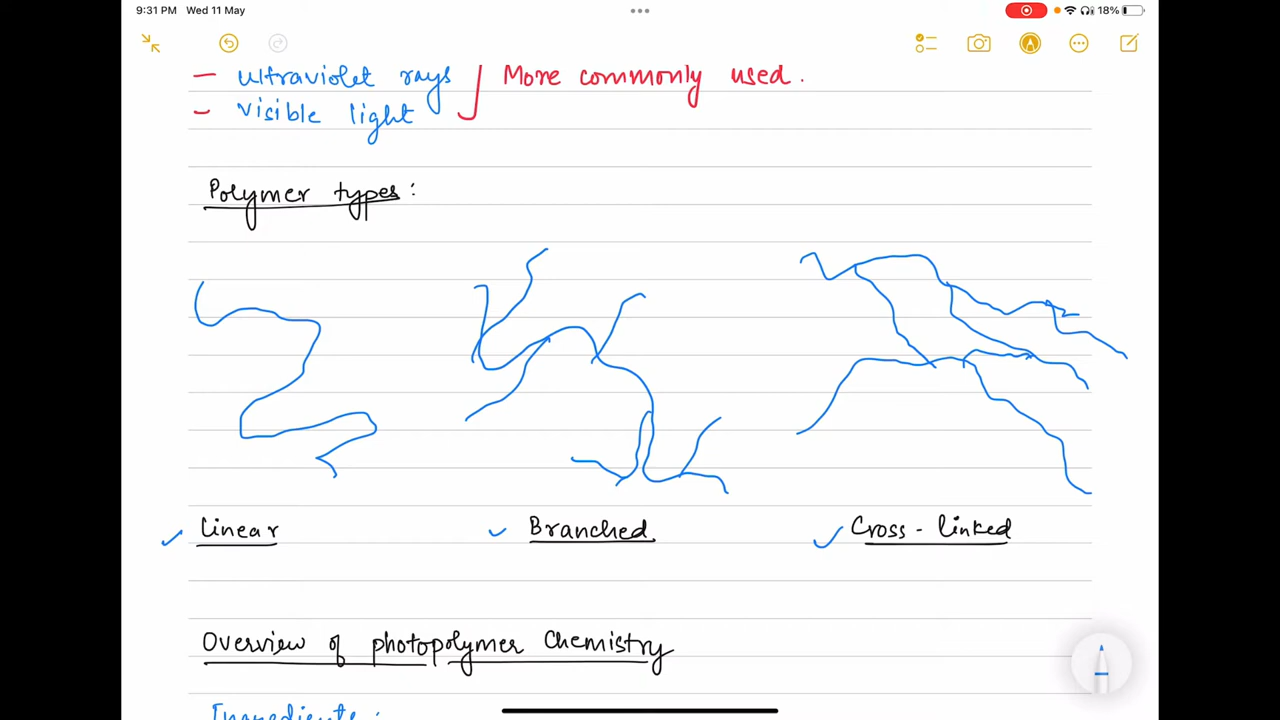 9:31 PM Wed 11 May
18%
– Ultraviolet rays
– visible light
More commonly used.
Polymer types:
Linear
Branched
Cross-linked
Overview of photopolymer Chemistry
Ingredients: